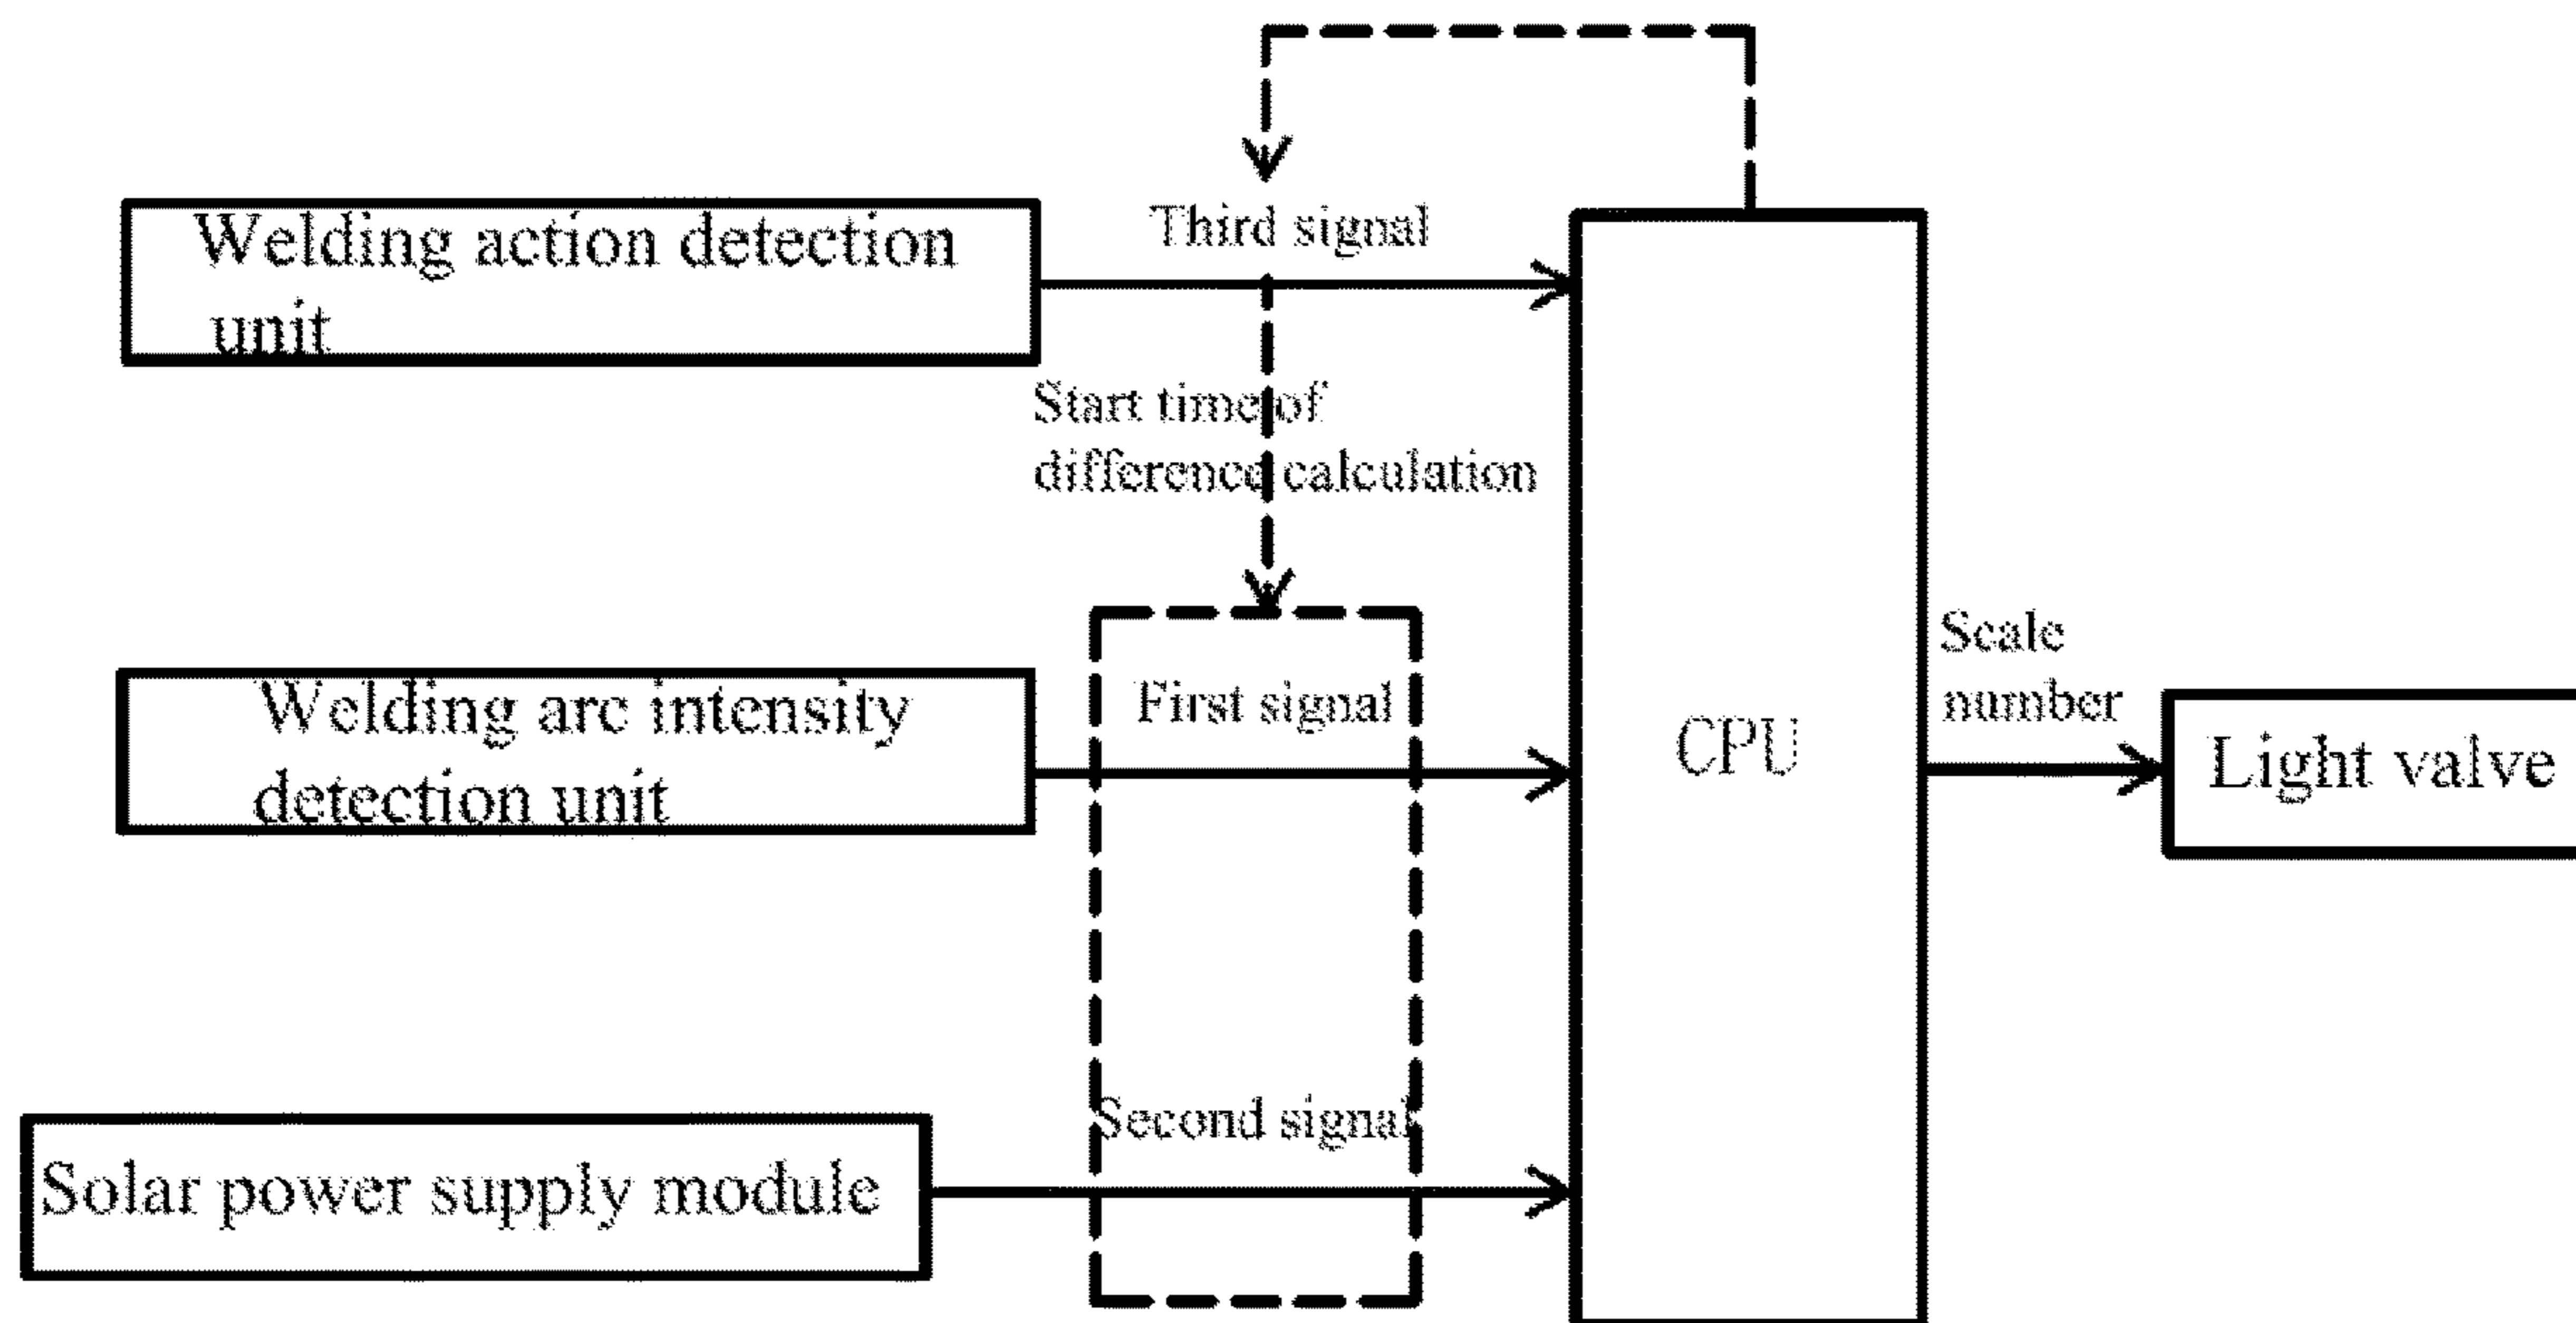 Third signal
Welding action detection
unit
Start time of
difference calculation
First signal
Welding arc intensity
detection unit
CPU
Scale
number
Light valve
Second signal
Solar power supply module